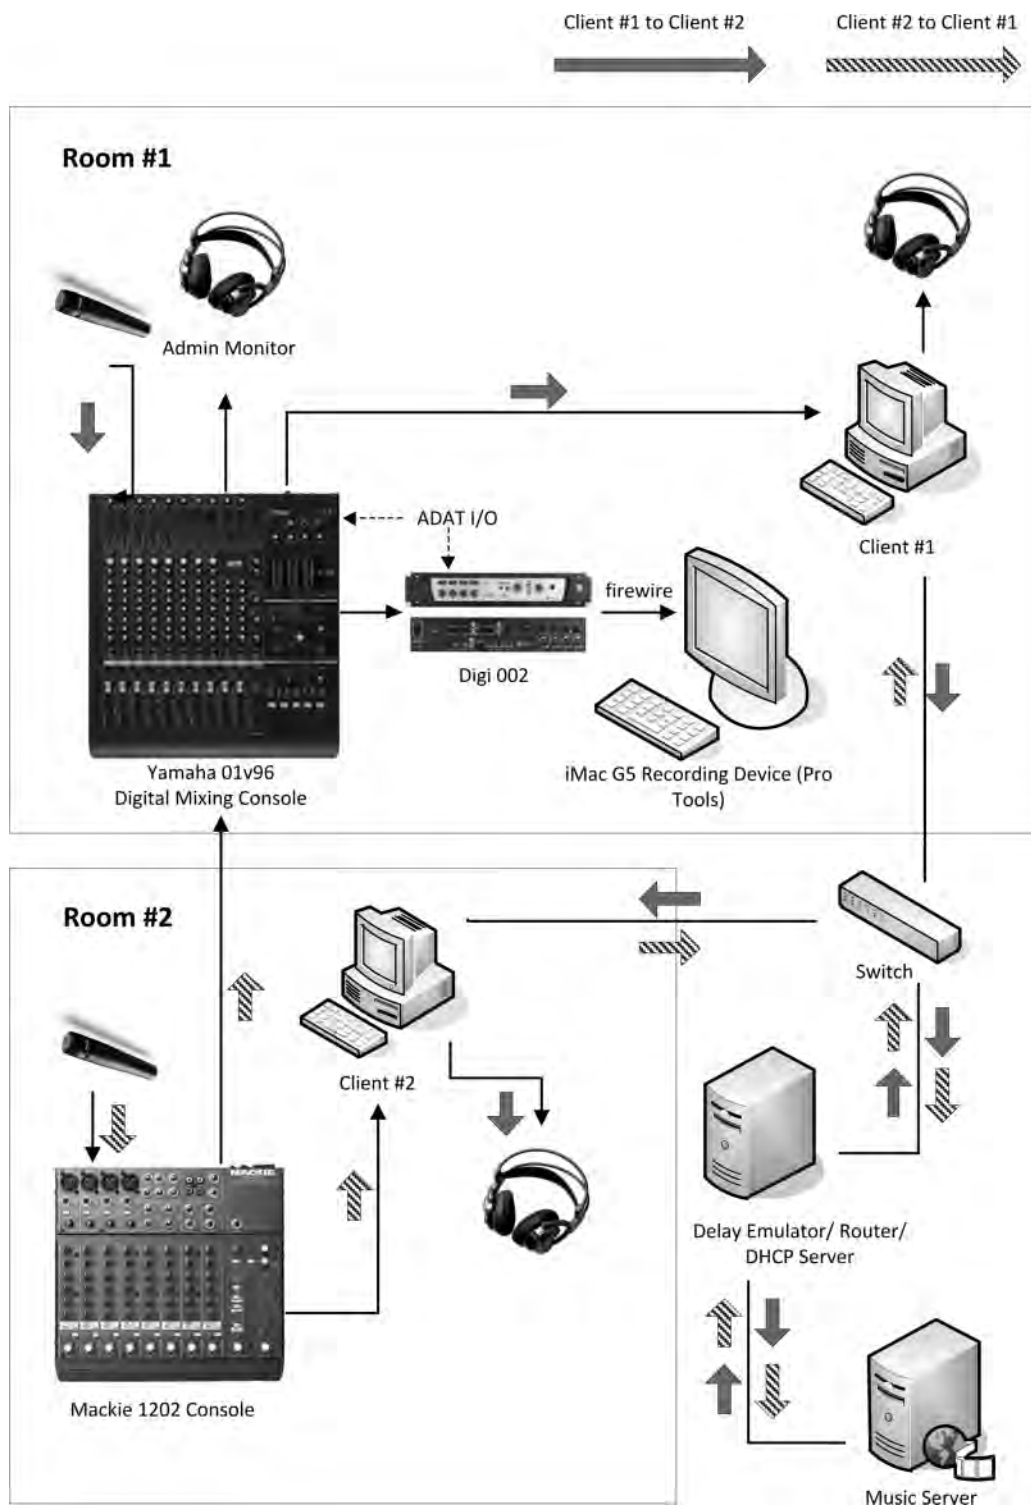 Client #1 to Client #2
Client #2 to Client #1
Room #1
Admin Monitor
ADAT I/O
Client #1
firewire
Digi 002
Yamaha 01v96
Digital Mixing Console
iMac G5 Recording Device (Pro
Tools)
Room #2
Switch
Client #2
MACKIE
Delay Emulator/ Router/
DHCP Server
Mackie 1202 Console
Music Server